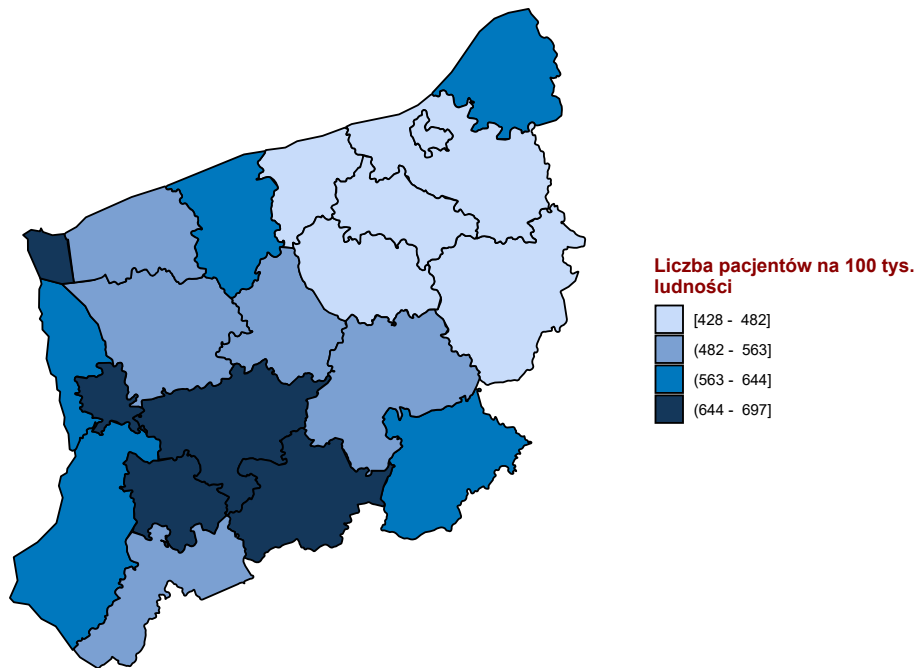 Liczba pacjentów na 100 tys.
ludności
[428 - 482]
(482 - 563]
(563 - 644]
(644 - 697]